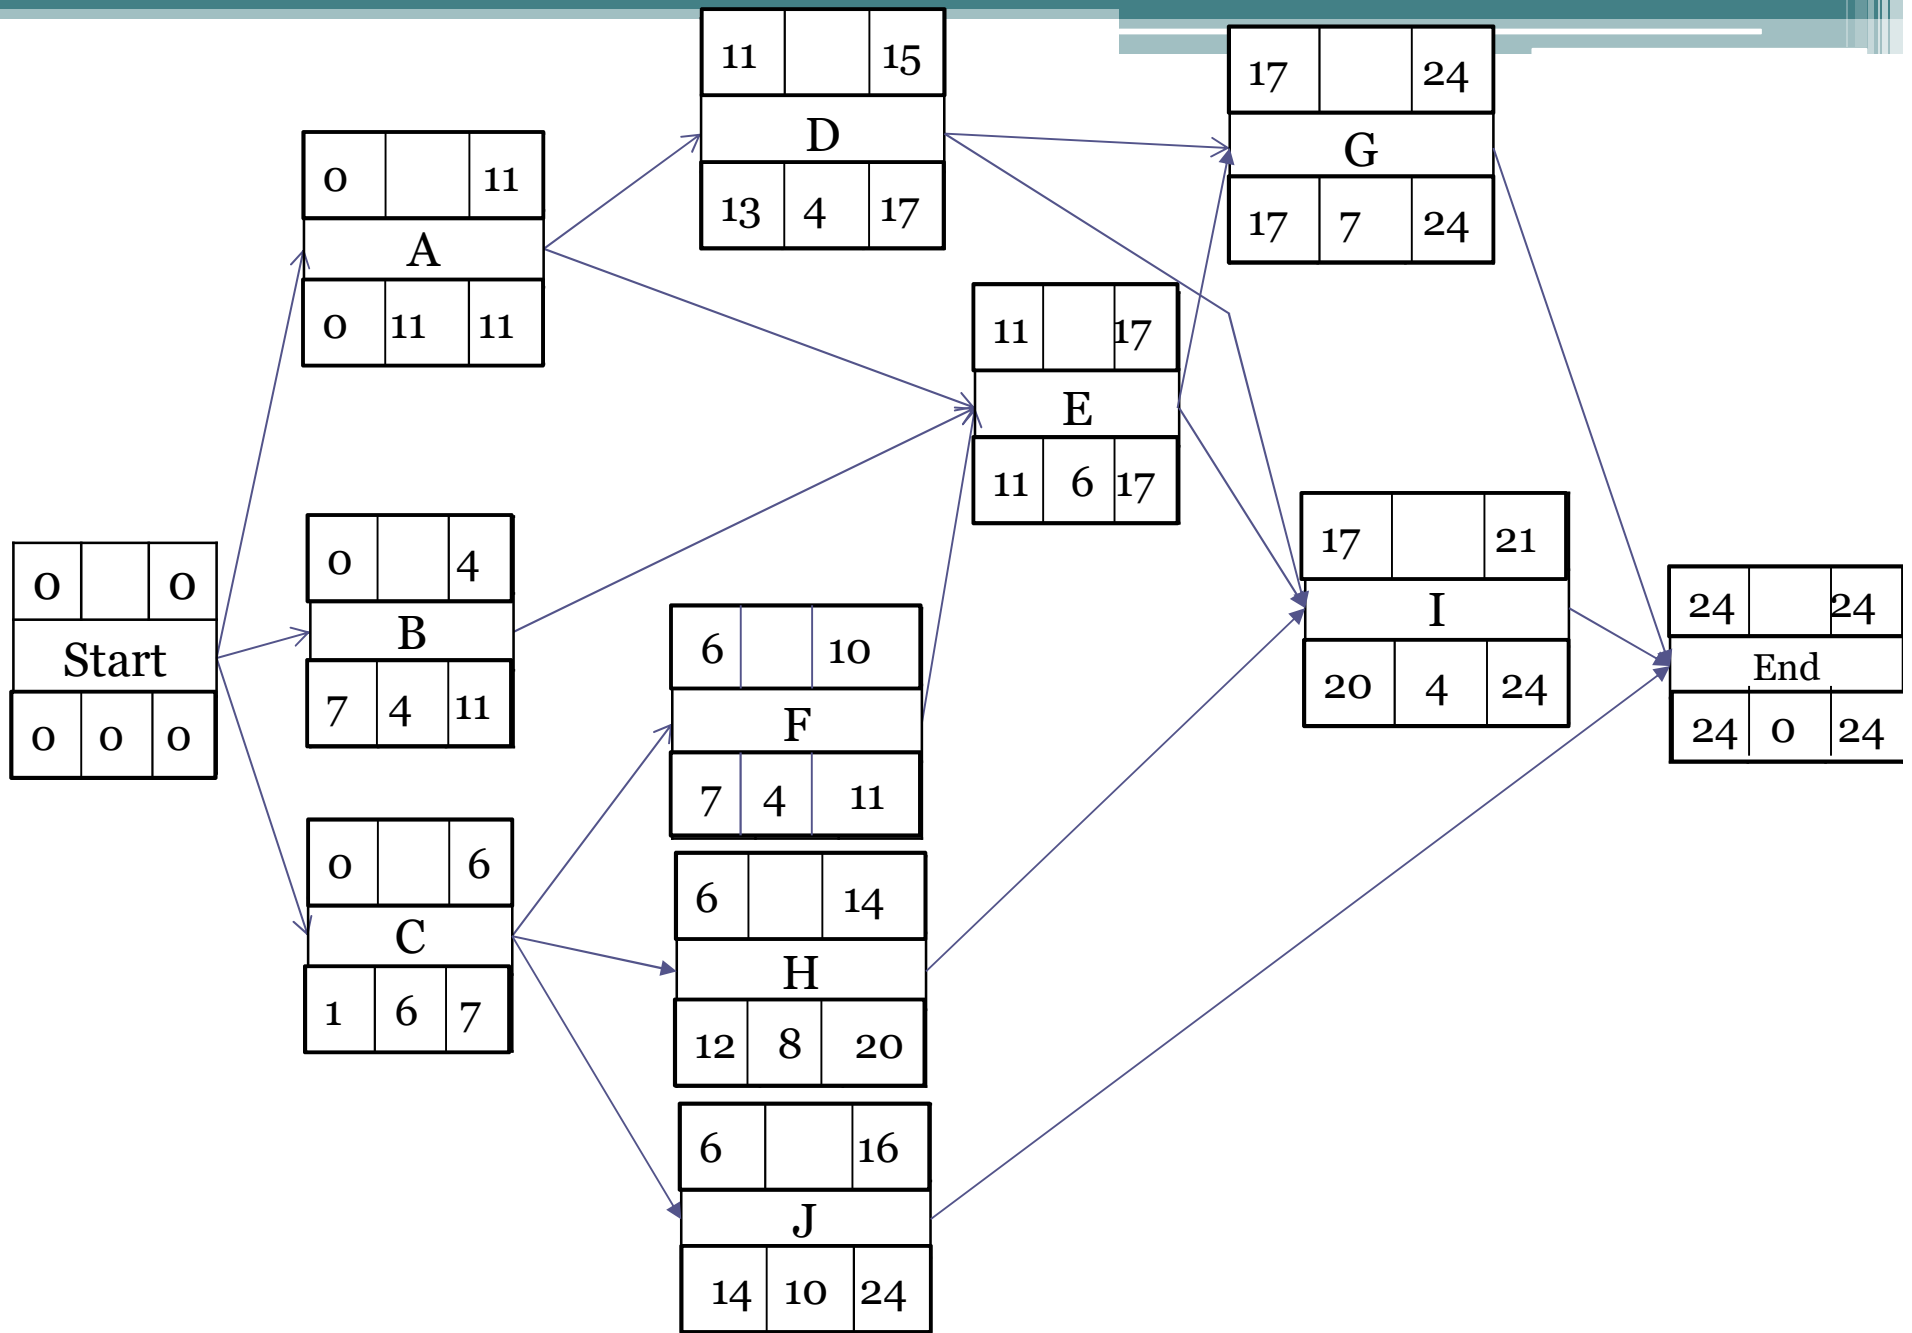 0 0
Start
0 0 0
0 11
A
0 11 11
0 4
B
7 4 11
0 6
C
1 6 7
11 15
D
13 4 17
6 10
F
7 4 11
6 14
H
12 8 20
6 16
J
14 10 24
11 17
E
11 6 17
17 24
G
17 7 24
17 21
I
20 4 24
24 24
End
24 0 24